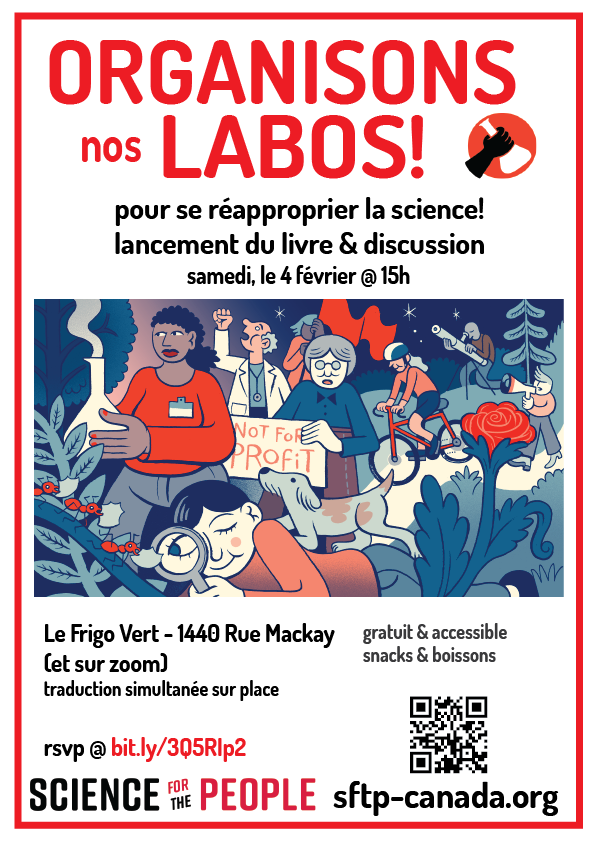 ORGANISONS
nos LABOS!
pour se réapproprier la science!
lancement du livre & discussion
samedi, le 4 février @ 15h
NOT FOR
PROFiT
Le Frigo Vert - 1440 Rue Mackay
(et sur zoom)
traduction simultanée sur place
gratuit & accessible
snacks & boissons
rsvp @ bit.ly/3Q5RIp2
SCIENCE FOR THE PEOPLE
sftp-canada.org